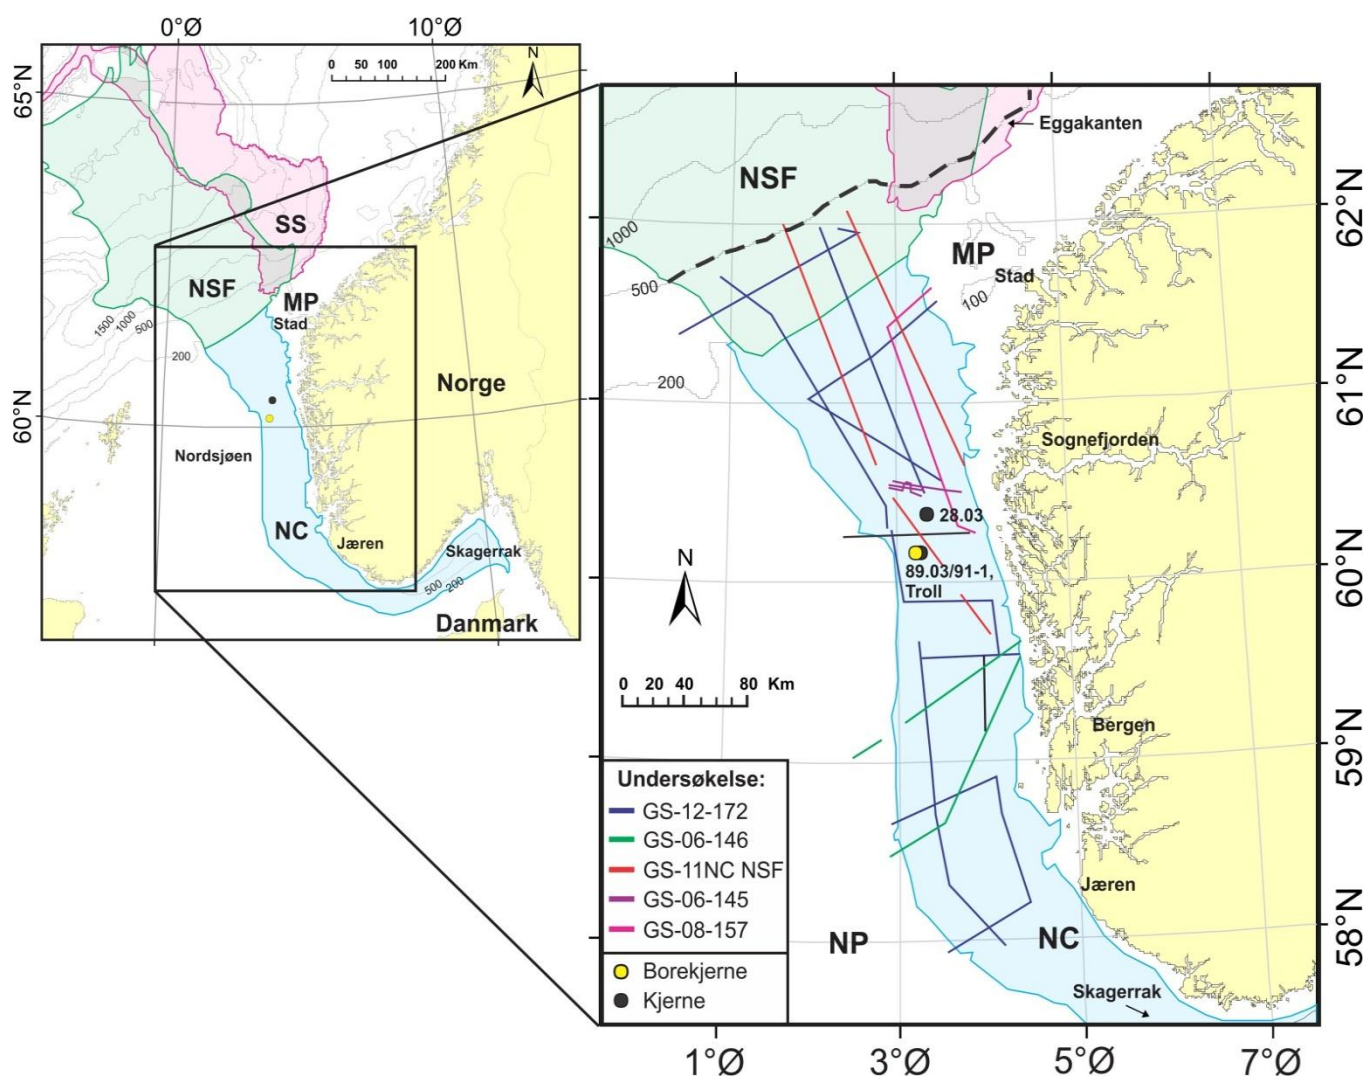 0°Ø
10°Ø
65°N
60°N
0 50 100 200 Km
N
SS
NSF
MP
Stad
1500
1000
500
200
Norge
Nordsjøen
NC
Jæren
Skagerrak
500
200
Danmark
Eggakanten
NSF
1000
500
MP
Stad
100
200
62°N
61°N
60°N
59°N
58°N
Sognefjorden
28.03
89.03/91-1,
Troll
N
0 20 40 80 Km
Bergen
Jæren
NP
NC
Skagerrak
Undersøkelse:
GS-12-172
GS-06-146
GS-11NC NSF
GS-06-145
GS-08-157
Borekjerne
Kjerne
1°Ø
3°Ø
5°Ø
7°Ø